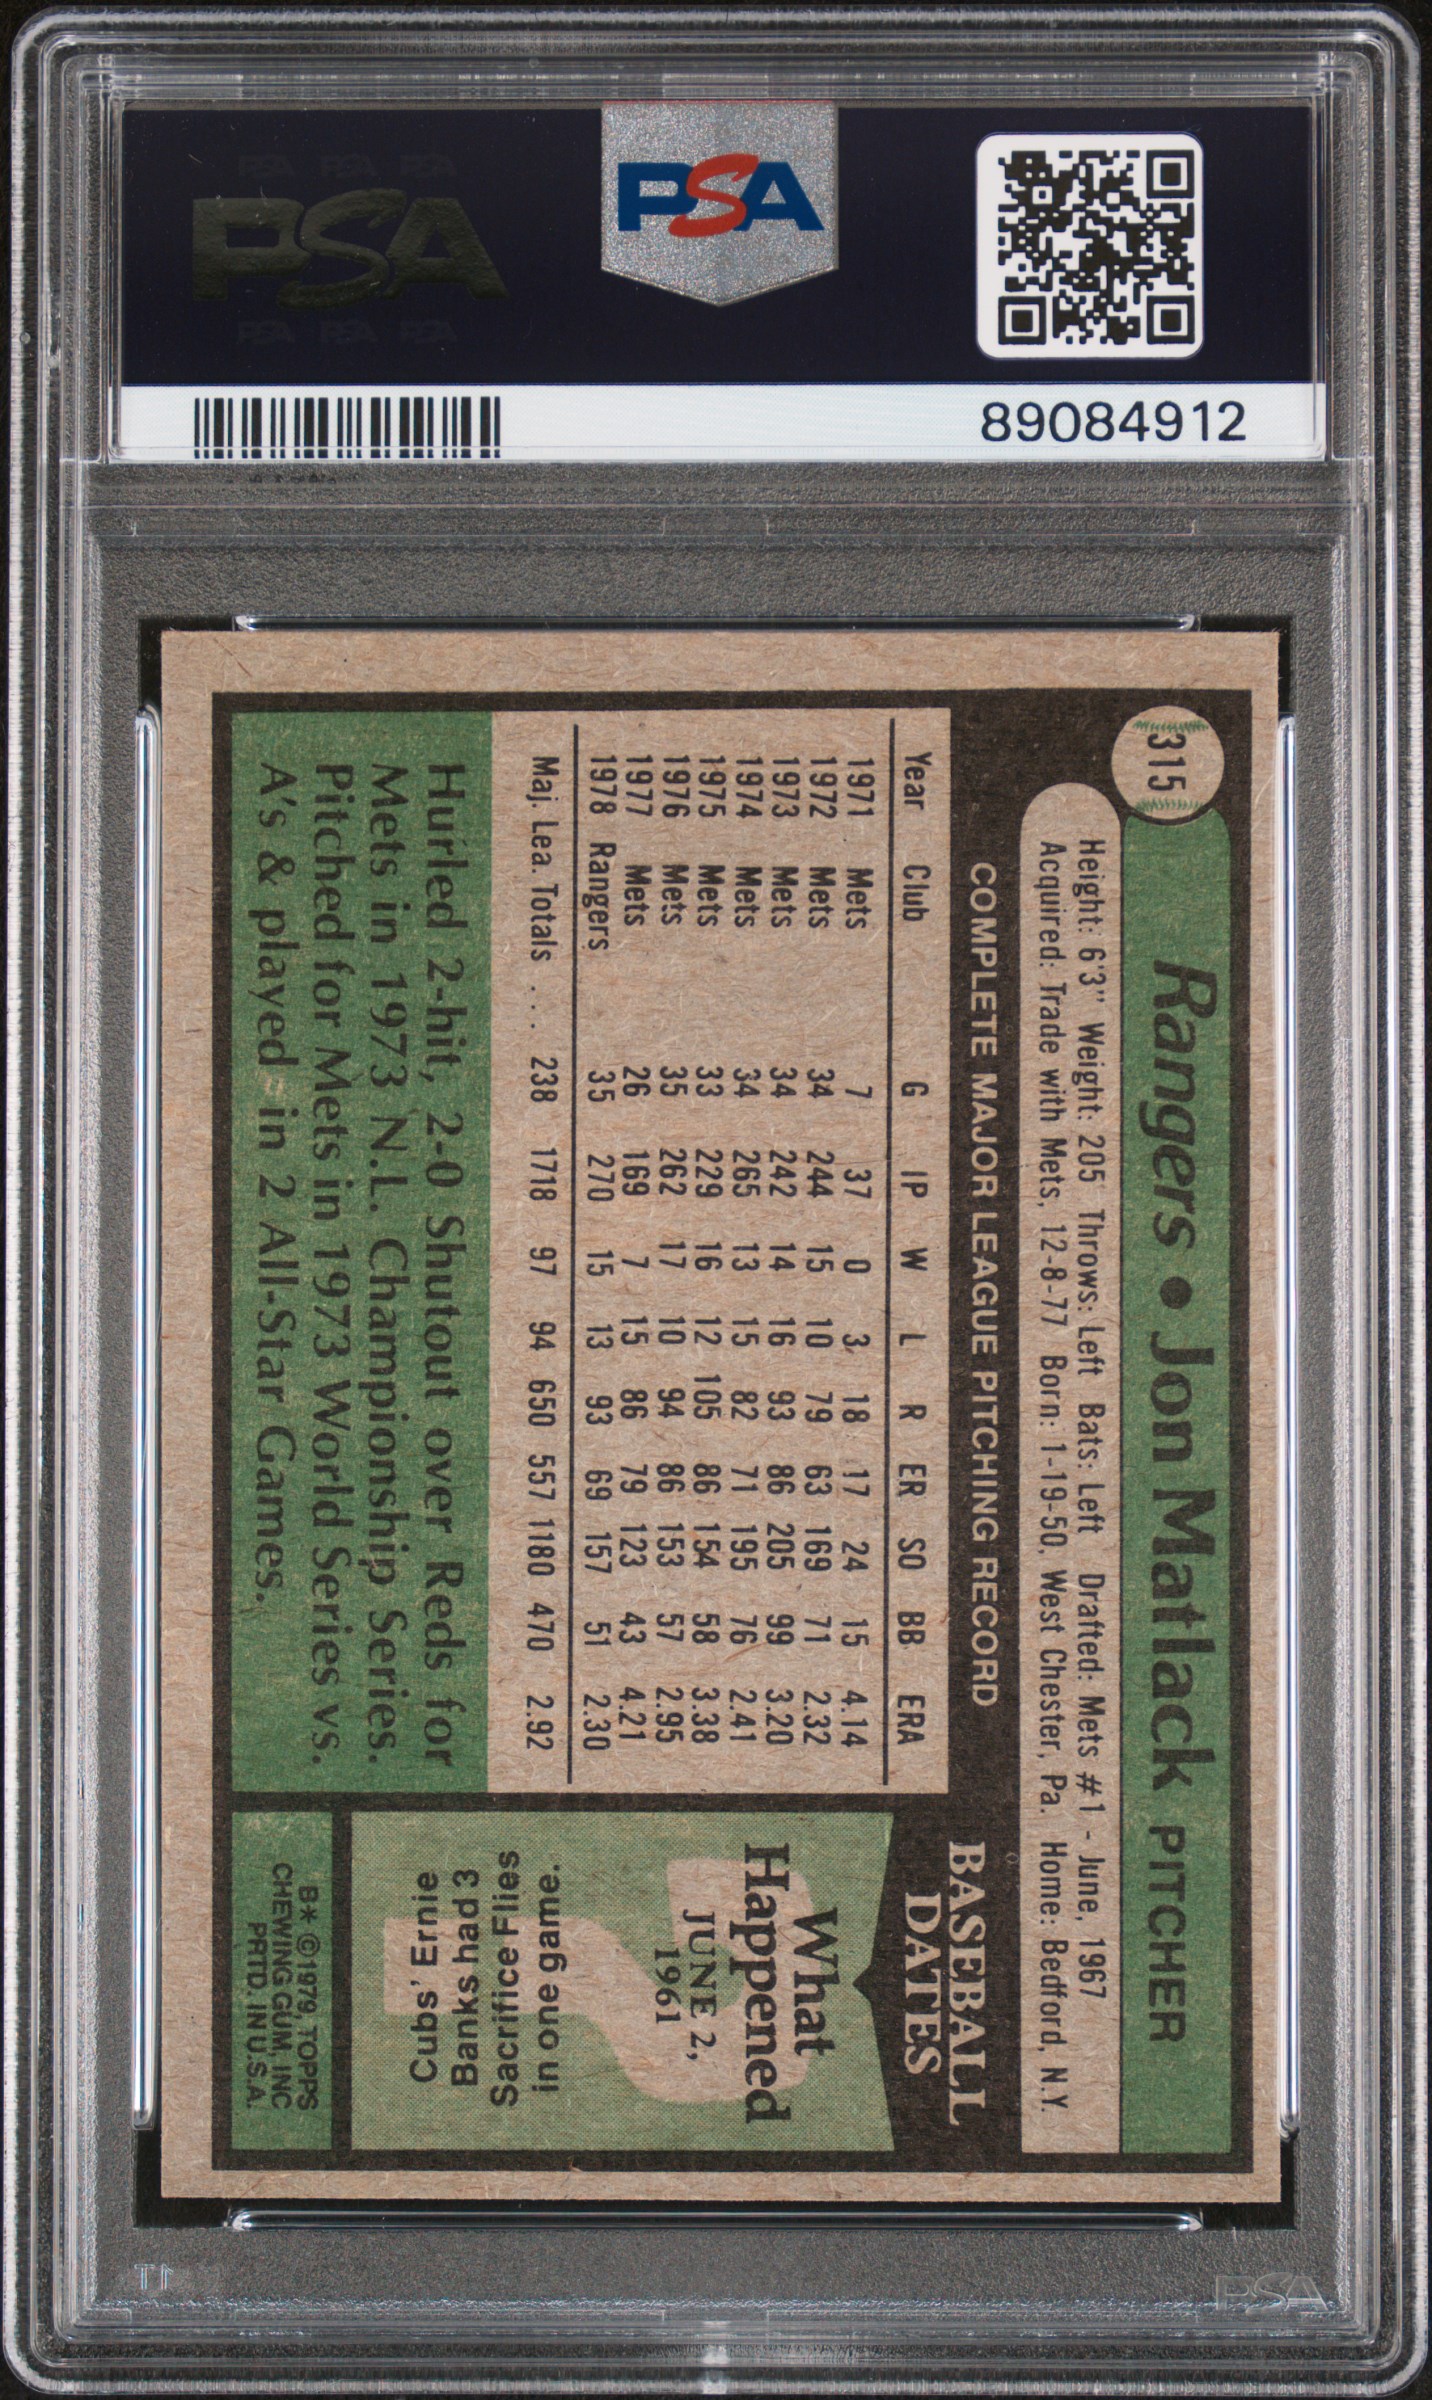 PSA PSA PSA
PSA
PSA PSA PSA
PSA
89084912
315
Rangers • Jon Matlack PITCHER
Height: 6'3" Weight: 205 Throws: Left Bats: Left Drafted: Mets #1 - June, 1967
Acquired: Trade with Mets, 12-8-77 Born: 1-19-50, West Chester, Pa. Home: Bedford, N.Y.
COMPLETE MAJOR LEAGUE PITCHING RECORD
Year Club G IP W L R ER SO BB ERA
1971 Mets 7 37 0 3 18 17 24 15 4.14
1972 Mets 34 244 15 10 79 63 169 71 2.32
1973 Mets 34 242 14 16 93 86 205 99 3.20
1974 Mets 34 265 13 15 82 71 195 76 2.41
1975 Mets 33 229 16 12 105 86 154 58 3.38
1976 Mets 35 262 17 10 94 86 153 57 2.95
1977 Mets 26 169 7 15 86 79 123 43 4.21
1978 Rangers 35 270 15 13 93 69 157 51 2.30
Maj. Lea. Totals . . . 238 1718 97 94 650 557 1180 470 2.92
Hurled 2-hit, 2-0 Shutout over Reds for
Mets in 1973 N.L. Championship Series.
Pitched for Mets in 1973 World Series vs.
A's & played in 2 All-Star Games.
BASEBALL
DATES
What
Happened
JUNE 2,
1961
Cubs' Ernie
Banks had 3
Sacrifice Flies
in one game.
B* ©1979, TOPPS
CHEWING GUM, INC
PRTD. IN U.S.A.
PSA